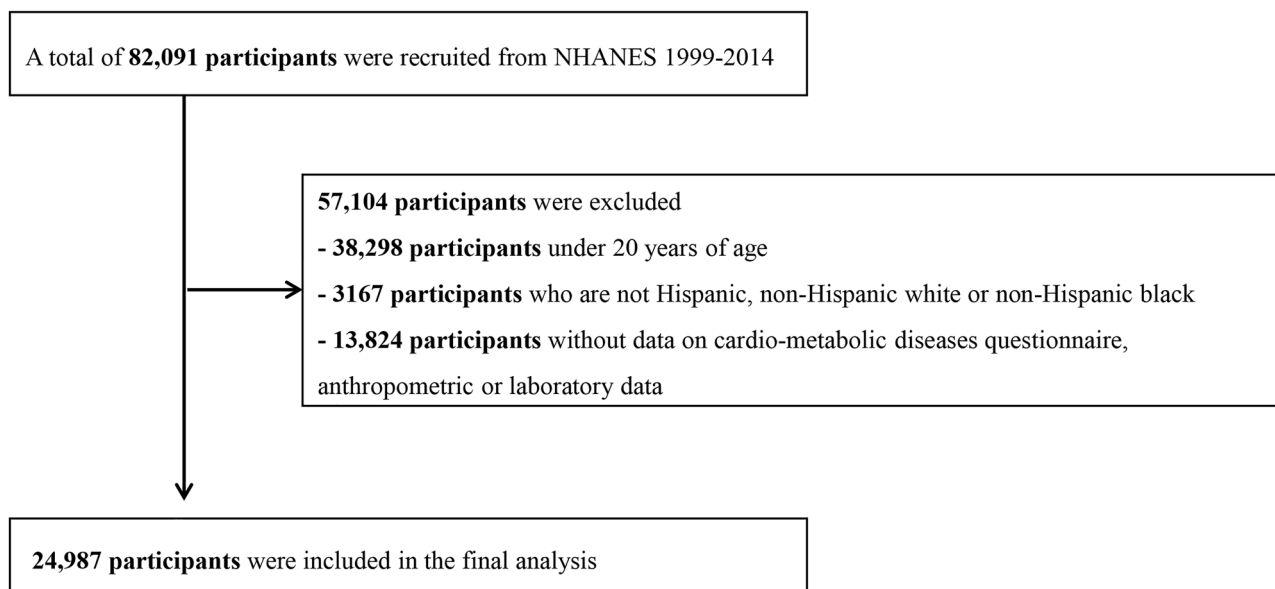 A total of 82,091 participants were recruited from NHANES 1999-2014
57,104 participants were excluded
- 38,298 participants under 20 years of age
- 3167 participants who are not Hispanic, non-Hispanic white or non-Hispanic black
- 13,824 participants without data on cardio-metabolic diseases questionnaire,
anthropometric or laboratory data
24,987 participants were included in the final analysis